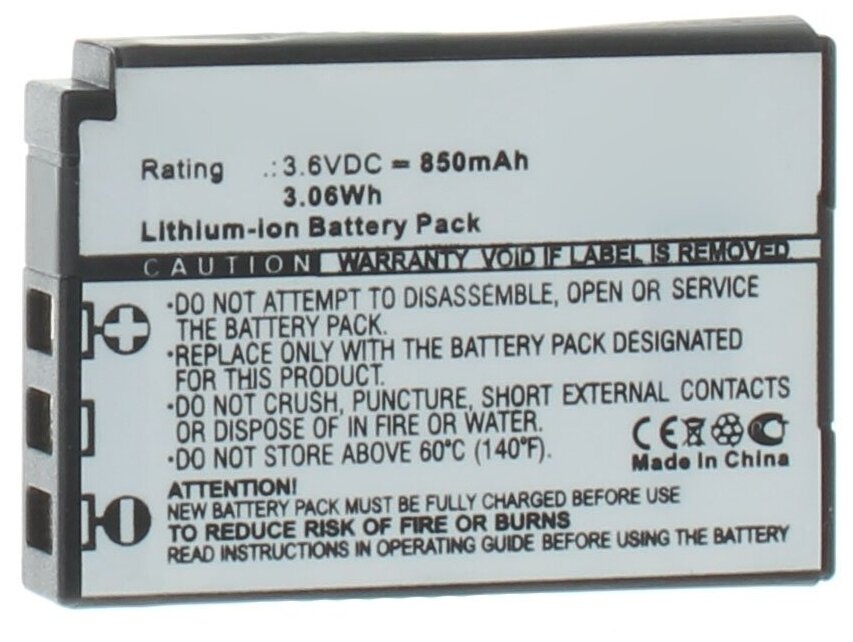 Rating .: 3.6VDC = 850mAh
3.06Wh
Lithium-ion Battery Pack
CAUTION WARRANTY VOID IF LABEL IS REMOVED
•DO NOT ATTEMPT TO DISASSEMBLE, OPEN OR SERVICE
THE BATTERY PACK.
•REPLACE ONLY WITH THE BATTERY PACK DESIGNATED
FOR THIS PRODUCT.
•DO NOT CRUSH, PUNCTURE, SHORT EXTERNAL CONTACTS
OR DISPOSE OF IN FIRE OR WATER.
•DO NOT STORE ABOVE 60°C (140°F).
CE
Made in China
ATTENTION!
NEW BATTERY PACK MUST BE FULLY CHARGED BEFORE USE
TO REDUCE RISK OF FIRE OR BURNS
READ INSTRUCTIONS IN OPERATING GUIDE BEFORE USING THE BATTERY